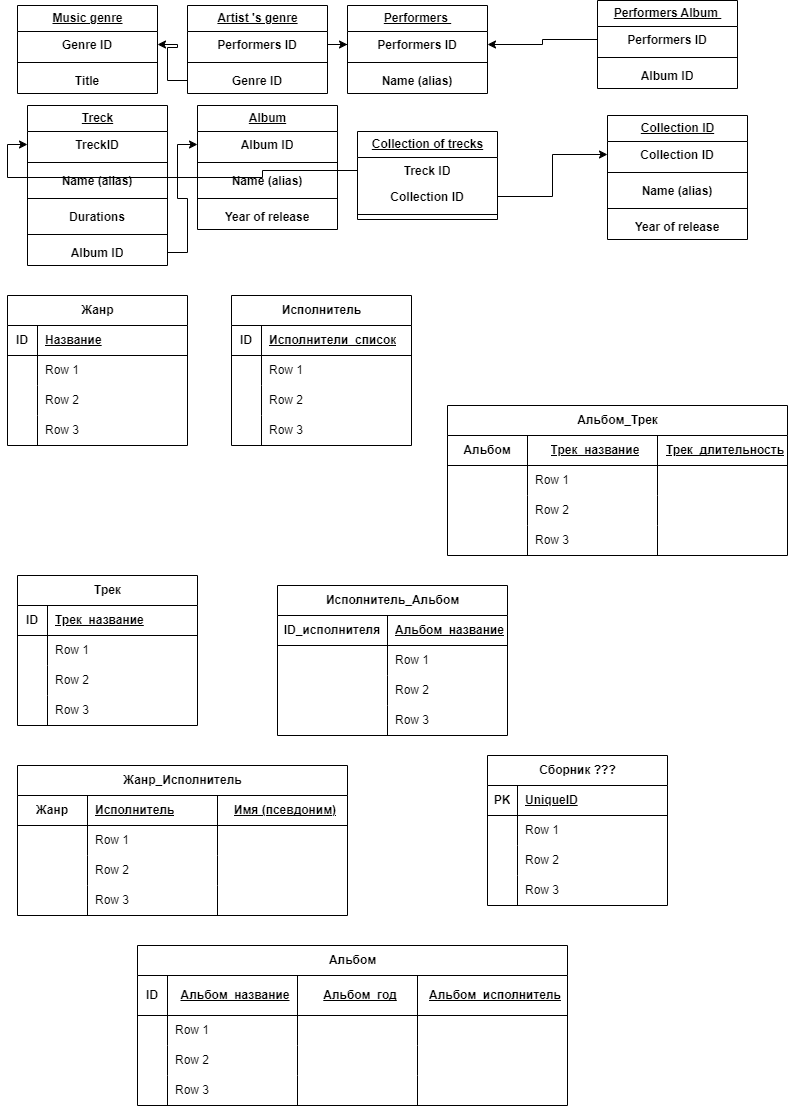 Music genre
Genre ID
Title
Artist 's genre
Performers ID
Genre ID
Performers
Performers ID
Name (alias)
Performers Album
Performers ID
Album ID
Treck
TreckID
Name (alias)
Durations
Album ID
Album
Album ID
Name (alias)
Year of release
Collection of trecks
Treck ID
Collection ID
Collection ID
Collection ID
Name (alias)
Year of release
Жанр
ID Название
Row 1
Row 2
Row 3
Исполнитель
ID Исполнители_список
Row 1
Row 2
Row 3
Альбом_Трек
Альбом Трек_название Трек_длительность
Row 1
Row 2
Row 3
Трек
ID Трек_название
Row 1
Row 2
Row 3
Исполнитель_Альбом
ID_исполнителя Альбом_название
Row 1
Row 2
Row 3
Жанр_Исполнитель
Жанр Исполнитель Имя (псевдоним)
Row 1
Row 2
Row 3
Сборник ???
PK UniqueID
Row 1
Row 2
Row 3
Альбом
ID Альбом_название Альбом_год Альбом_исполнитель
Row 1
Row 2
Row 3